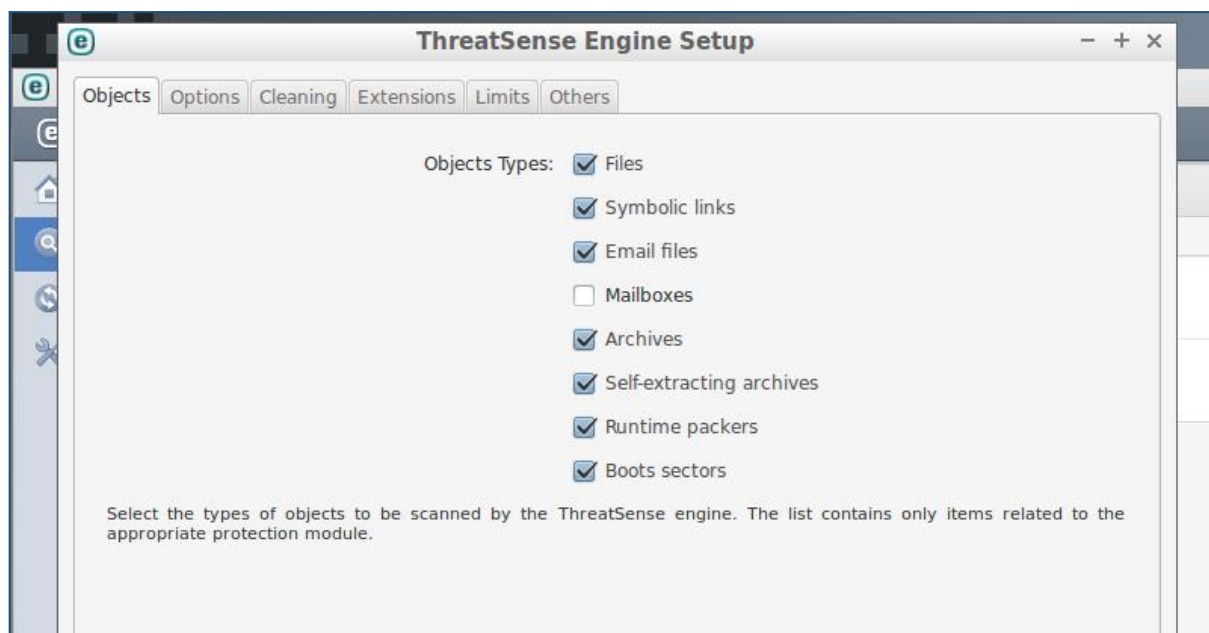 ThreatSense Engine Setup
Objects Options Cleaning Extensions Limits Others
Objects Types: Files
Symbolic links
Email files
Mailboxes
Archives
Self-extracting archives
Runtime packers
Boots sectors
Select the types of objects to be scanned by the ThreatSense engine. The list contains only items related to the
appropriate protection module.